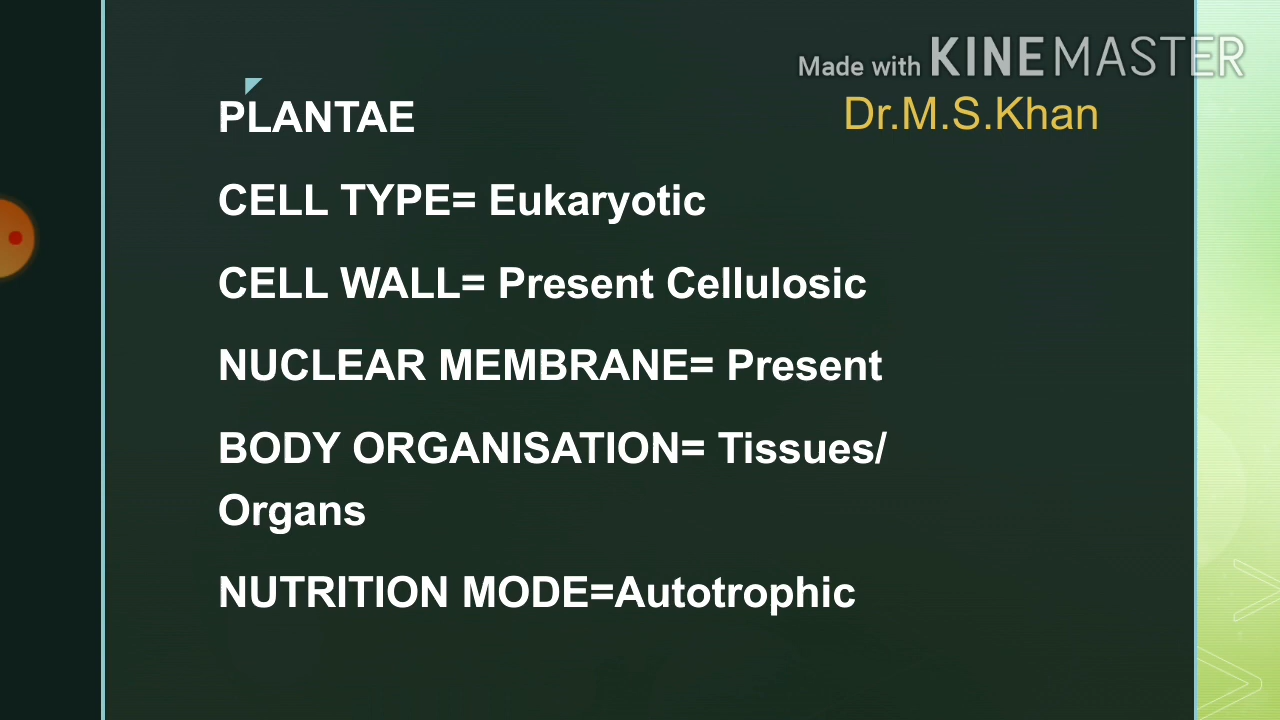 Made with KINEMASTER
PLANTAE
Dr.M.S.Khan
CELL TYPE= Eukaryotic
CELL WALL= Present Cellulosic
NUCLEAR MEMBRANE= Present
BODY ORGANISATION= Tissues/
Organs
NUTRITION MODE=Autotrophic